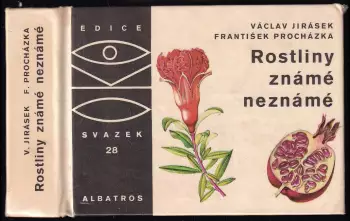 V. JIRÁSEK F. PROCHÁZKA
Rostliny známé neznámé
EDICE
SVAZEK
28
ALBATROS
VÁCLAV JIRÁSEK
FRANTIŠEK PROCHÁZKA
Rostliny
známé
neznámé